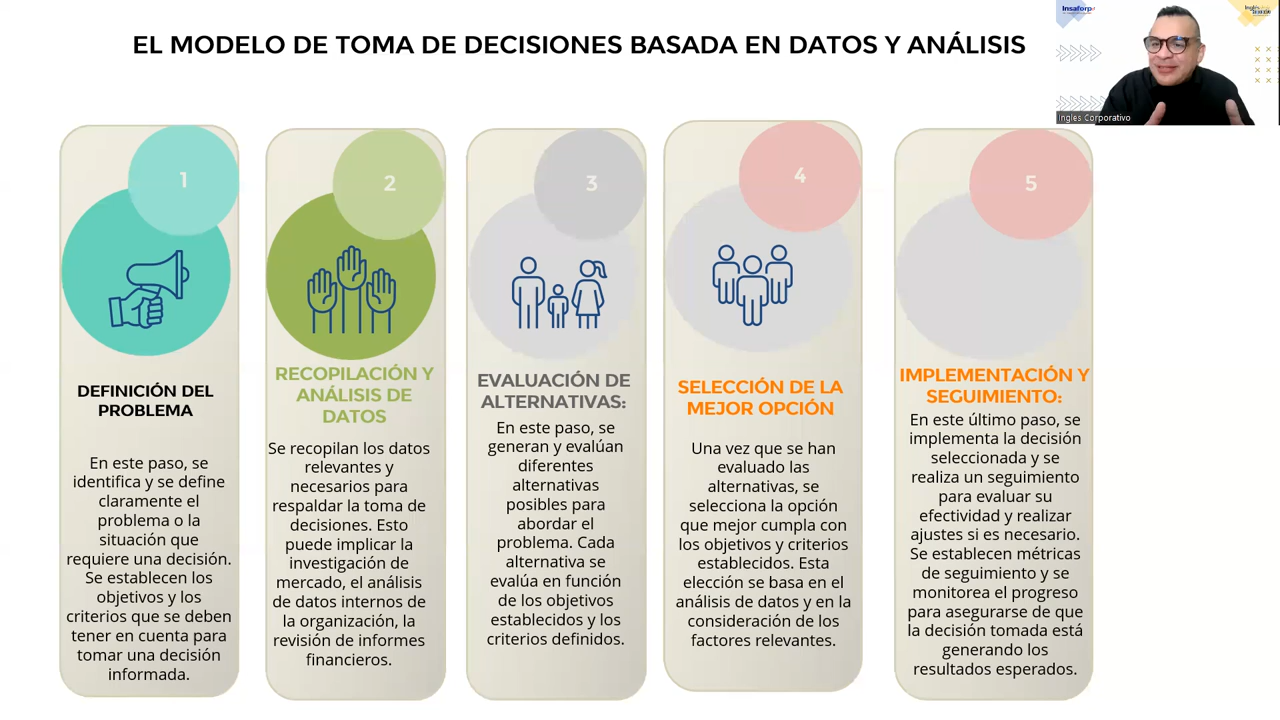 EL MODELO DE TOMA DE DECISIONES BASADA EN DATOS Y ANÁLISIS
Insaforp
Ingles Corporativo
1
DEFINICIÓN DEL
PROBLEMA
En este paso, se
identifica y se define
claramente el
problema o la
situación que
requiere una decisión.
Se establecen los
objetivos y los
criterios que se deben
tener en cuenta para
tomar una decisión
informada.
2
RECOPILACIÓN Y
ANÁLISIS DE
DATOS
Se recopilan los datos
relevantes y
necesarios para
respaldar la toma de
decisiones. Esto
puede implicar la
investigación de
mercado, el análisis
de datos internos de
la organización, la
revisión de informes
financieros.
3
EVALUACIÓN DE
ALTERNATIVAS:
En este paso, se
generan y evalúan
diferentes
alternativas
posibles para
abordar el
problema. Cada
alternativa se
evalúa en función
de los objetivos
establecidos y los
criterios definidos.
4
SELECCIÓN DE LA
MEJOR OPCIÓN
Una vez que se han
evaluado las
alternativas, se
selecciona la opción
que mejor cumpla con
los objetivos y criterios
establecidos. Esta
elección se basa en el
análisis de datos y en la
consideración de los
factores relevantes.
5
IMPLEMENTACIÓN Y
SEGUIMIENTO:
En este último paso, se
implementa la decisión
seleccionada y se
realiza un seguimiento
para evaluar su
efectividad y realizar
ajustes si es necesario.
Se establecen métricas
de seguimiento y se
monitorea el progreso
para asegurarse de que
la decisión tomada está
generando los
resultados esperados.